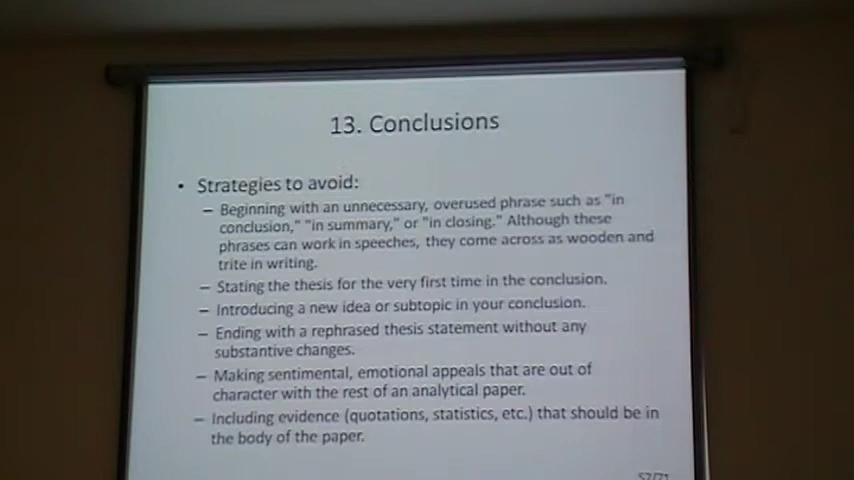 13. Conclusions
• Strategies to avoid:
– Beginning with an unnecessary, overused phrase such as "in
conclusion," "in summary," or "in closing." Although these
phrases can work in speeches, they come across as wooden and
trite in writing.
– Stating the thesis for the very first time in the conclusion.
– Introducing a new idea or subtopic in your conclusion.
– Ending with a rephrased thesis statement without any
substantive changes.
– Making sentimental, emotional appeals that are out of
character with the rest of an analytical paper.
– Including evidence (quotations, statistics, etc.) that should be in
the body of the paper.